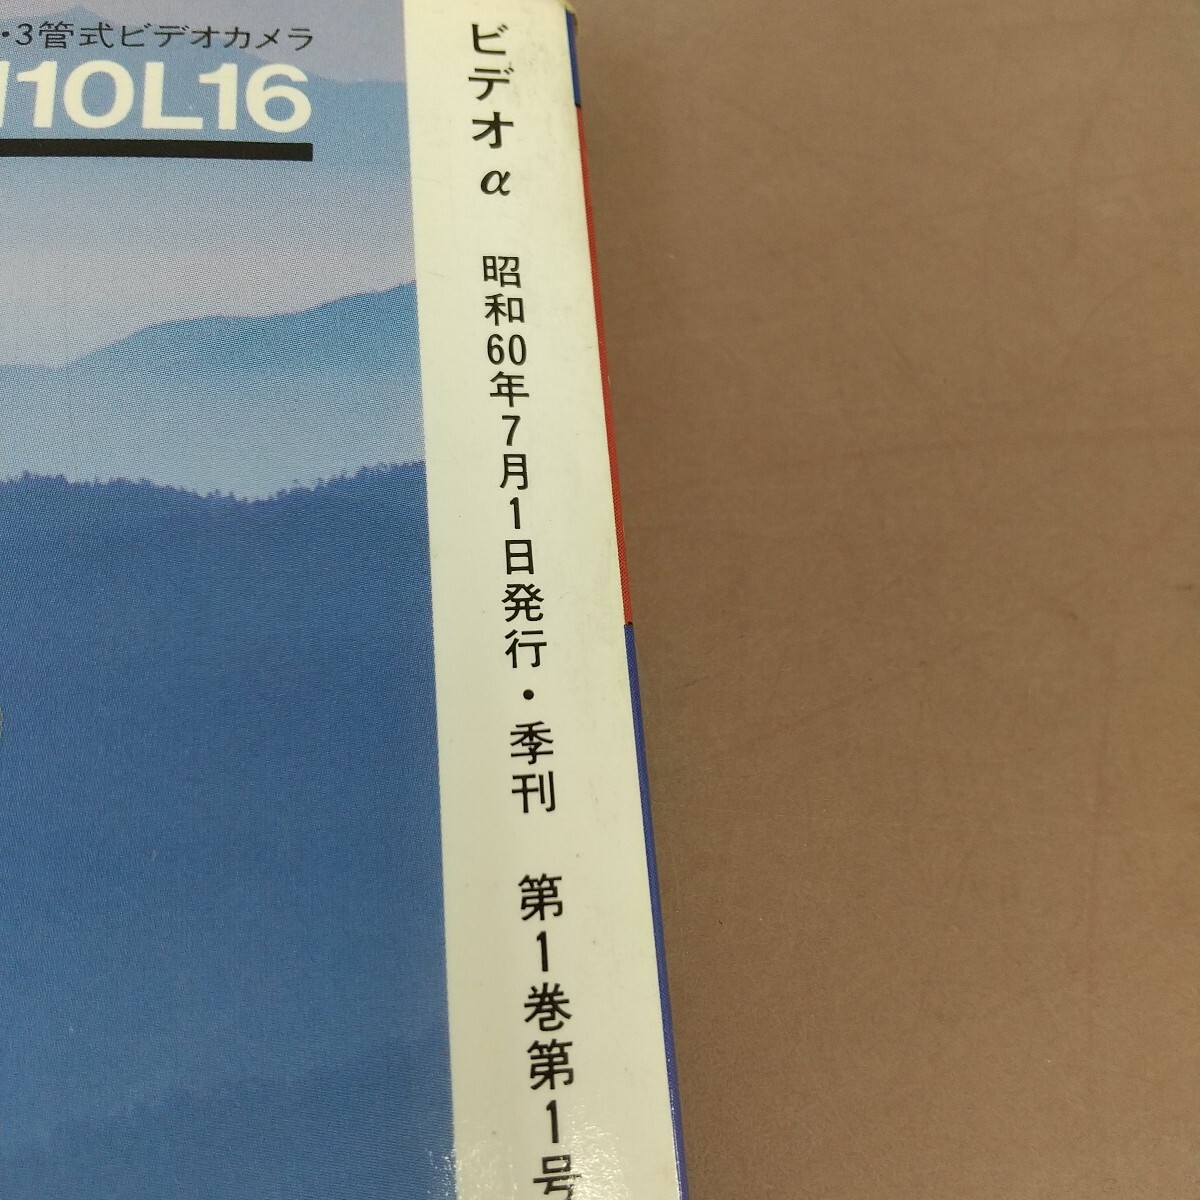 ・3管式ビデオカメラ
10L16
ビデオα 昭和60年7月1日発行・季刊 第1巻第1号